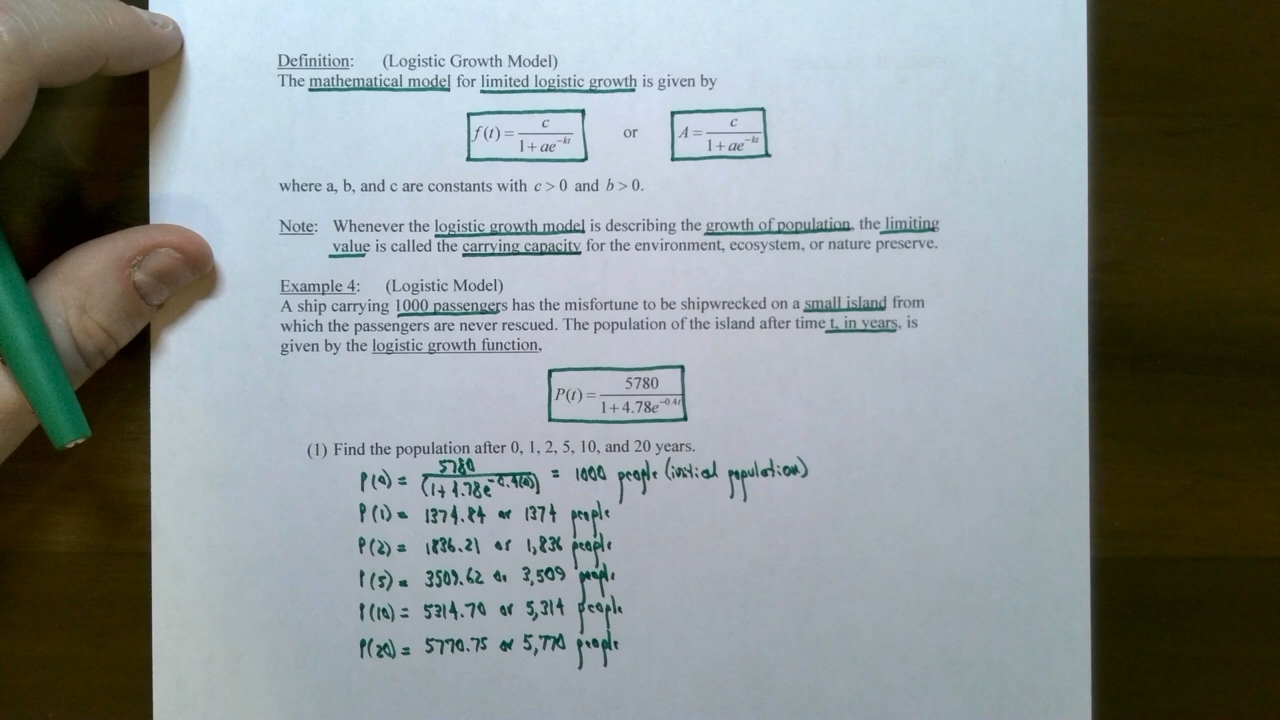 Definition: (Logistic Growth Model)
The mathematical model for limited logistic growth is given by
f(t) = c / (1 + ae^{-kt}) or A = c / (1 + ae^{-kt})
where a, b, and c are constants with c > 0 and b > 0.
Note: Whenever the logistic growth model is describing the growth of population, the limiting
value is called the carrying capacity for the environment, ecosystem, or nature preserve.
Example 4: (Logistic Model)
A ship carrying 1000 passengers has the misfortune to be shipwrecked on a small island from
which the passengers are never rescued. The population of the island after time t, in years, is
given by the logistic growth function,
P(t) = 5780 / (1 + 4.78e^{-0.4t})
(1) Find the population after 0, 1, 2, 5, 10, and 20 years.
P(0) = 5780 / (1+4.78e^{-0.4(0)}) = 1000 people (initial population)
P(1) = 1374.84 or 1374 people
P(2) = 1836.21 or 1,836 people
P(5) = 3509.62 or 3,509 people
P(10) = 5314.70 or 5,314 people
P(20) = 5770.75 or 5,770 people